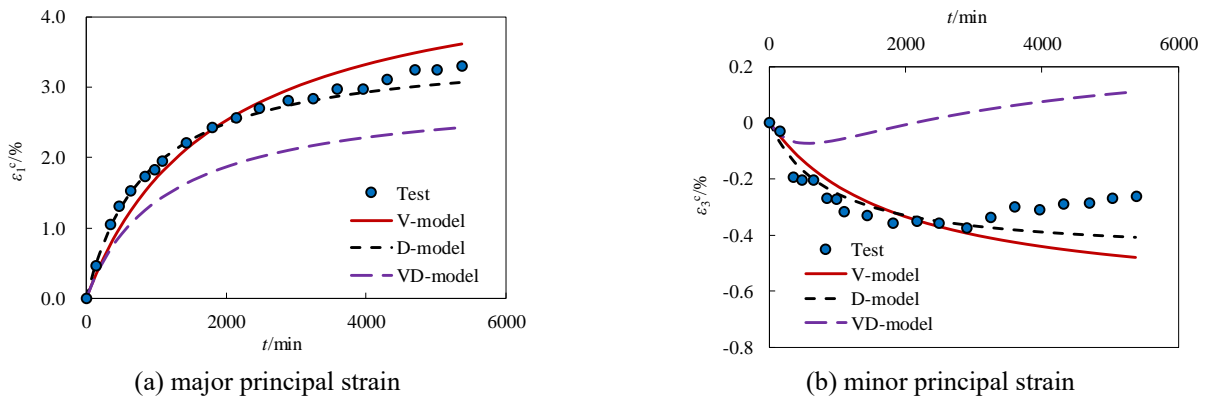 4.0
3.0
2.0
1.0
0.0
ε₁ᶜ/%
Test
V-model
D-model
VD-model
0
2000
4000
6000
t/min
(a) major principal strain
t/min
0
2000
4000
6000
0.2
0
-0.2
-0.4
-0.6
-0.8
ε₃ᶜ/%
Test
V-model
D-model
VD-model
(b) minor principal strain